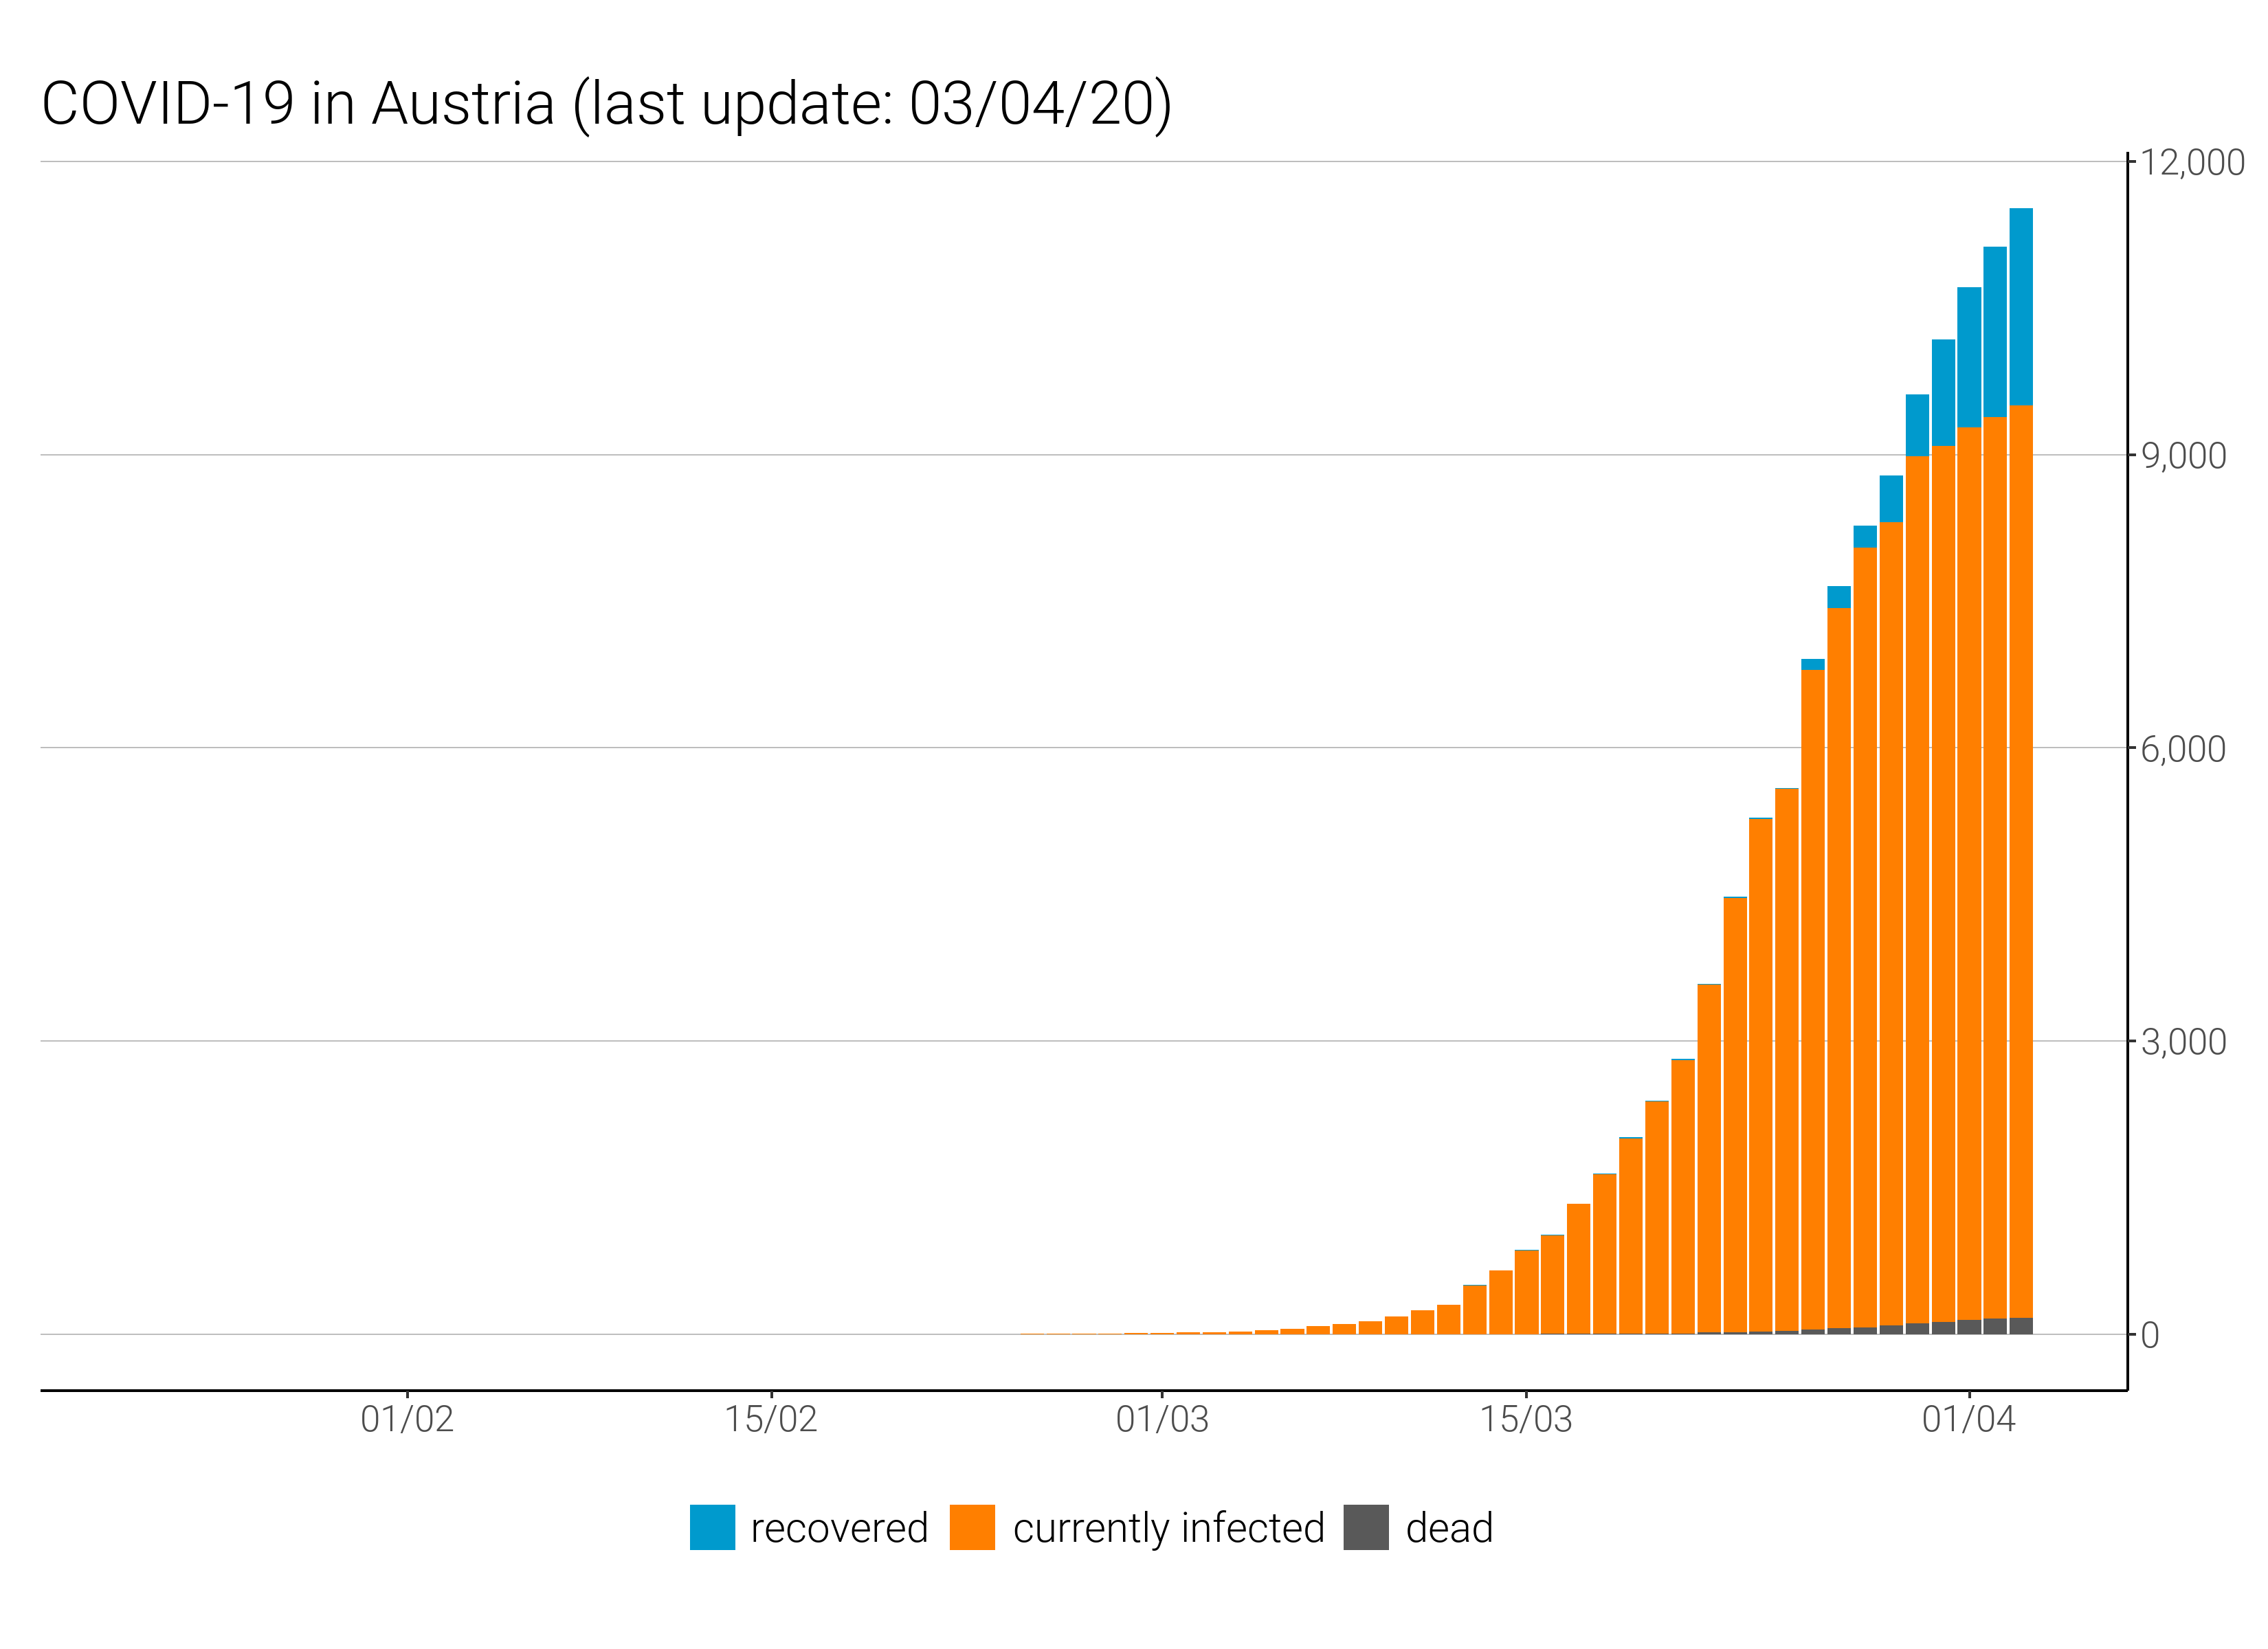 COVID-19 in Austria (last update: 03/04/20)
12,000
9,000
6,000
3,000
0
01/02 15/02 01/03 15/03 01/04
recovered currently infected dead